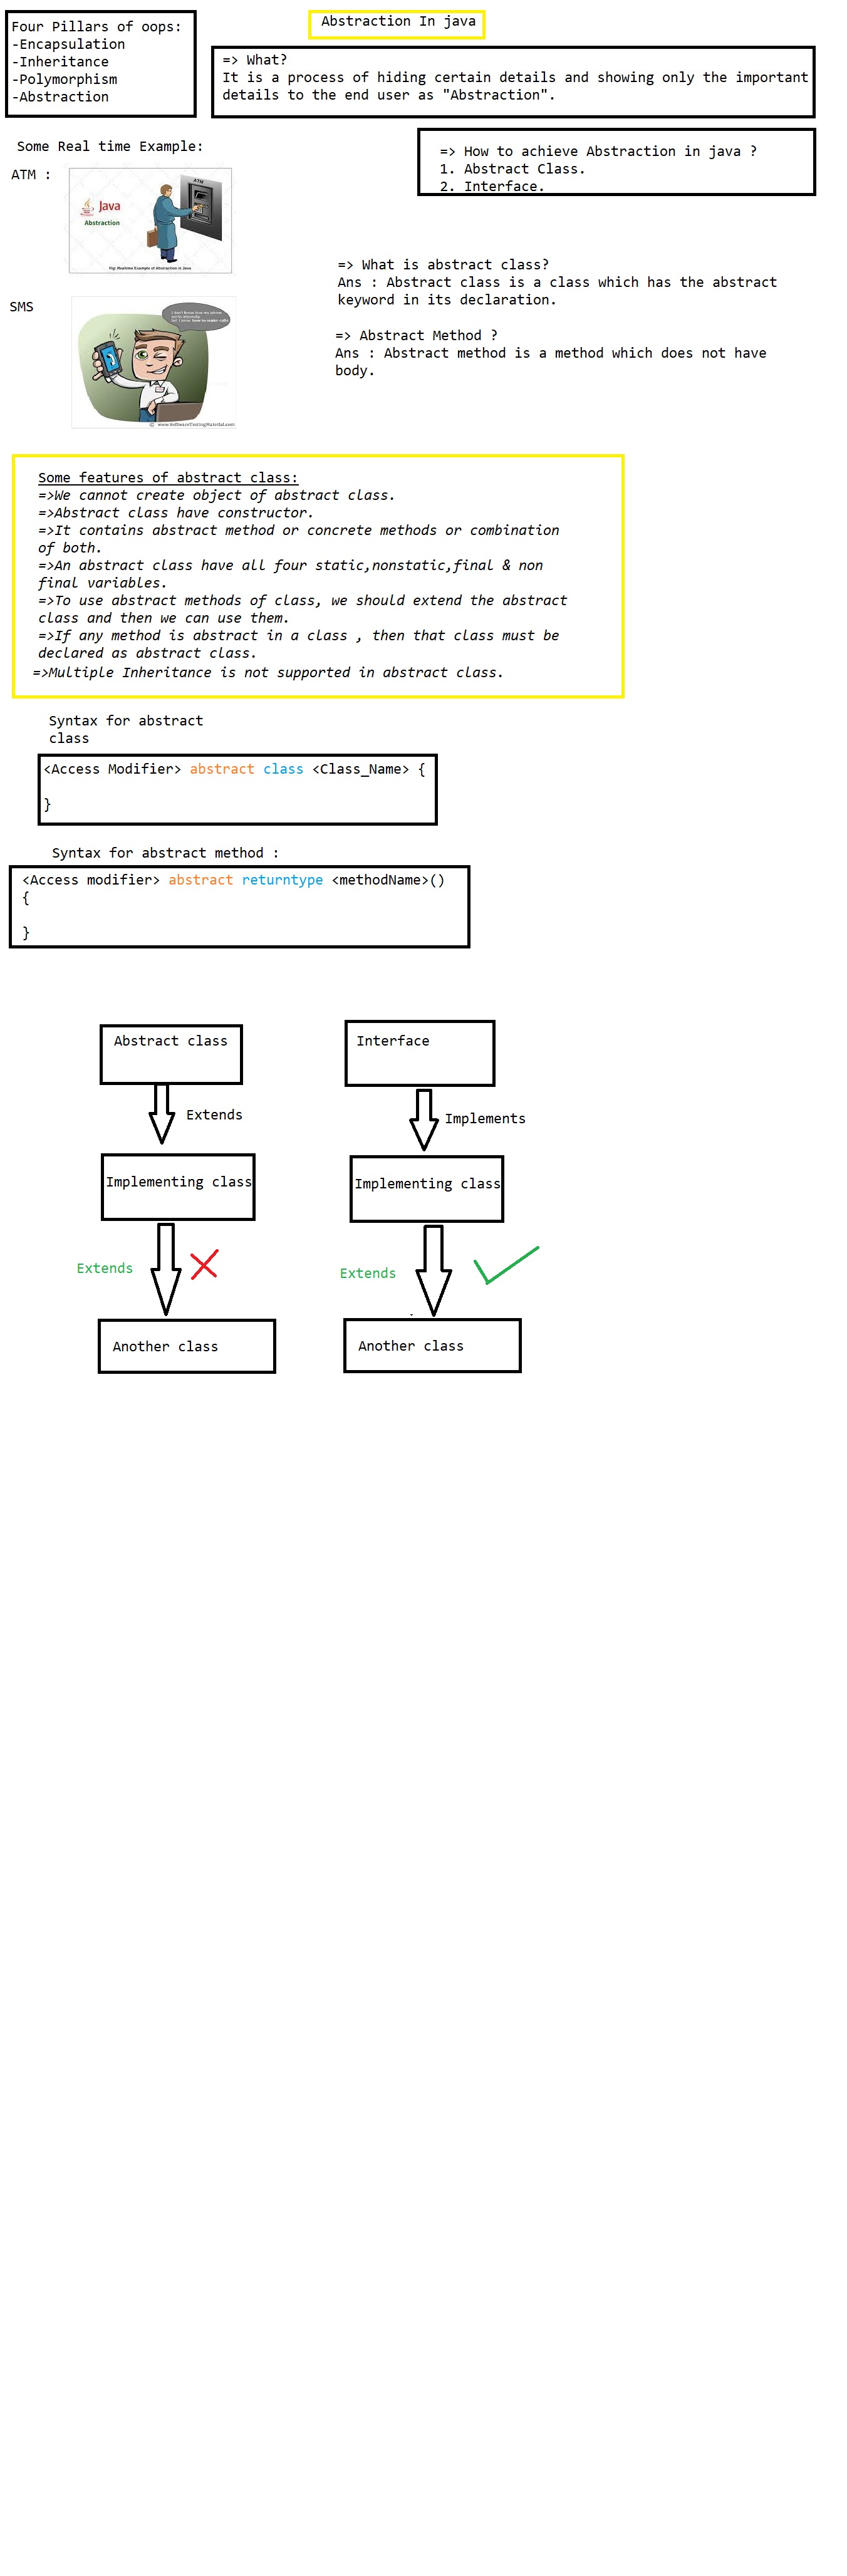 Four Pillars of oops:
-Encapsulation
-Inheritance
-Polymorphism
-Abstraction
Abstraction In java
=> What?
It is a process of hiding certain details and showing only the important
details to the end user as "Abstraction".
Some Real time Example:
ATM :
ATM
Java
Abstraction
Fig: Realtime Example of Abstraction in Java
=> How to achieve Abstraction in java ?
1. Abstract Class.
2. Interface.
=> What is abstract class?
Ans : Abstract class is a class which has the abstract
keyword in its declaration.
SMS
© www.SoftwareTestingMaterial.com
=> Abstract Method ?
Ans : Abstract method is a method which does not have
body.
Some features of abstract class:
=>We cannot create object of abstract class.
=>Abstract class have constructor.
=>It contains abstract method or concrete methods or combination
of both.
=>An abstract class have all four static,nonstatic,final & non
final variables.
=>To use abstract methods of class, we should extend the abstract
class and then we can use them.
=>If any method is abstract in a class , then that class must be
declared as abstract class.
=>Multiple Inheritance is not supported in abstract class.
Syntax for abstract
class
<Access Modifier> abstract class <Class_Name> {
}
Syntax for abstract method :
<Access modifier> abstract returntype <methodName>()
{
}
Abstract class
Extends
Implementing class
Extends
Another class
Interface
Implements
Implementing class
Extends
Another class